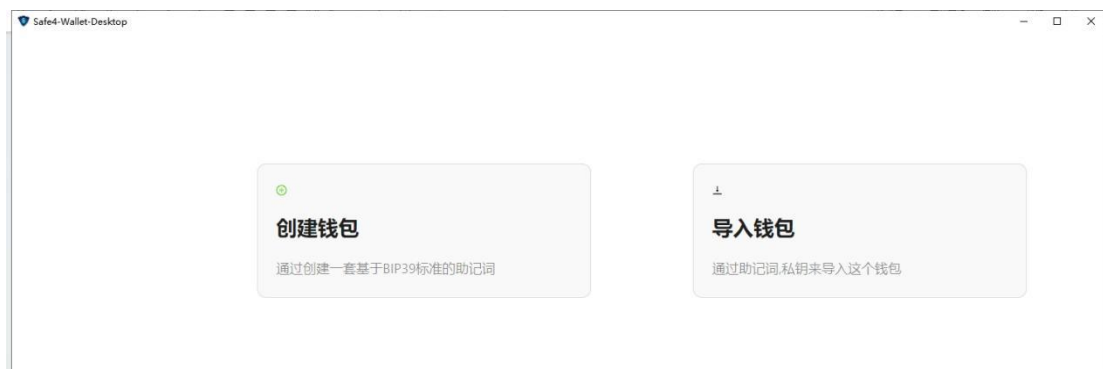 Safe4-Wallet-Desktop
创建钱包
通过创建一套基于BIP39标准的助记词
导入钱包
通过助记词,私钥来导入这个钱包